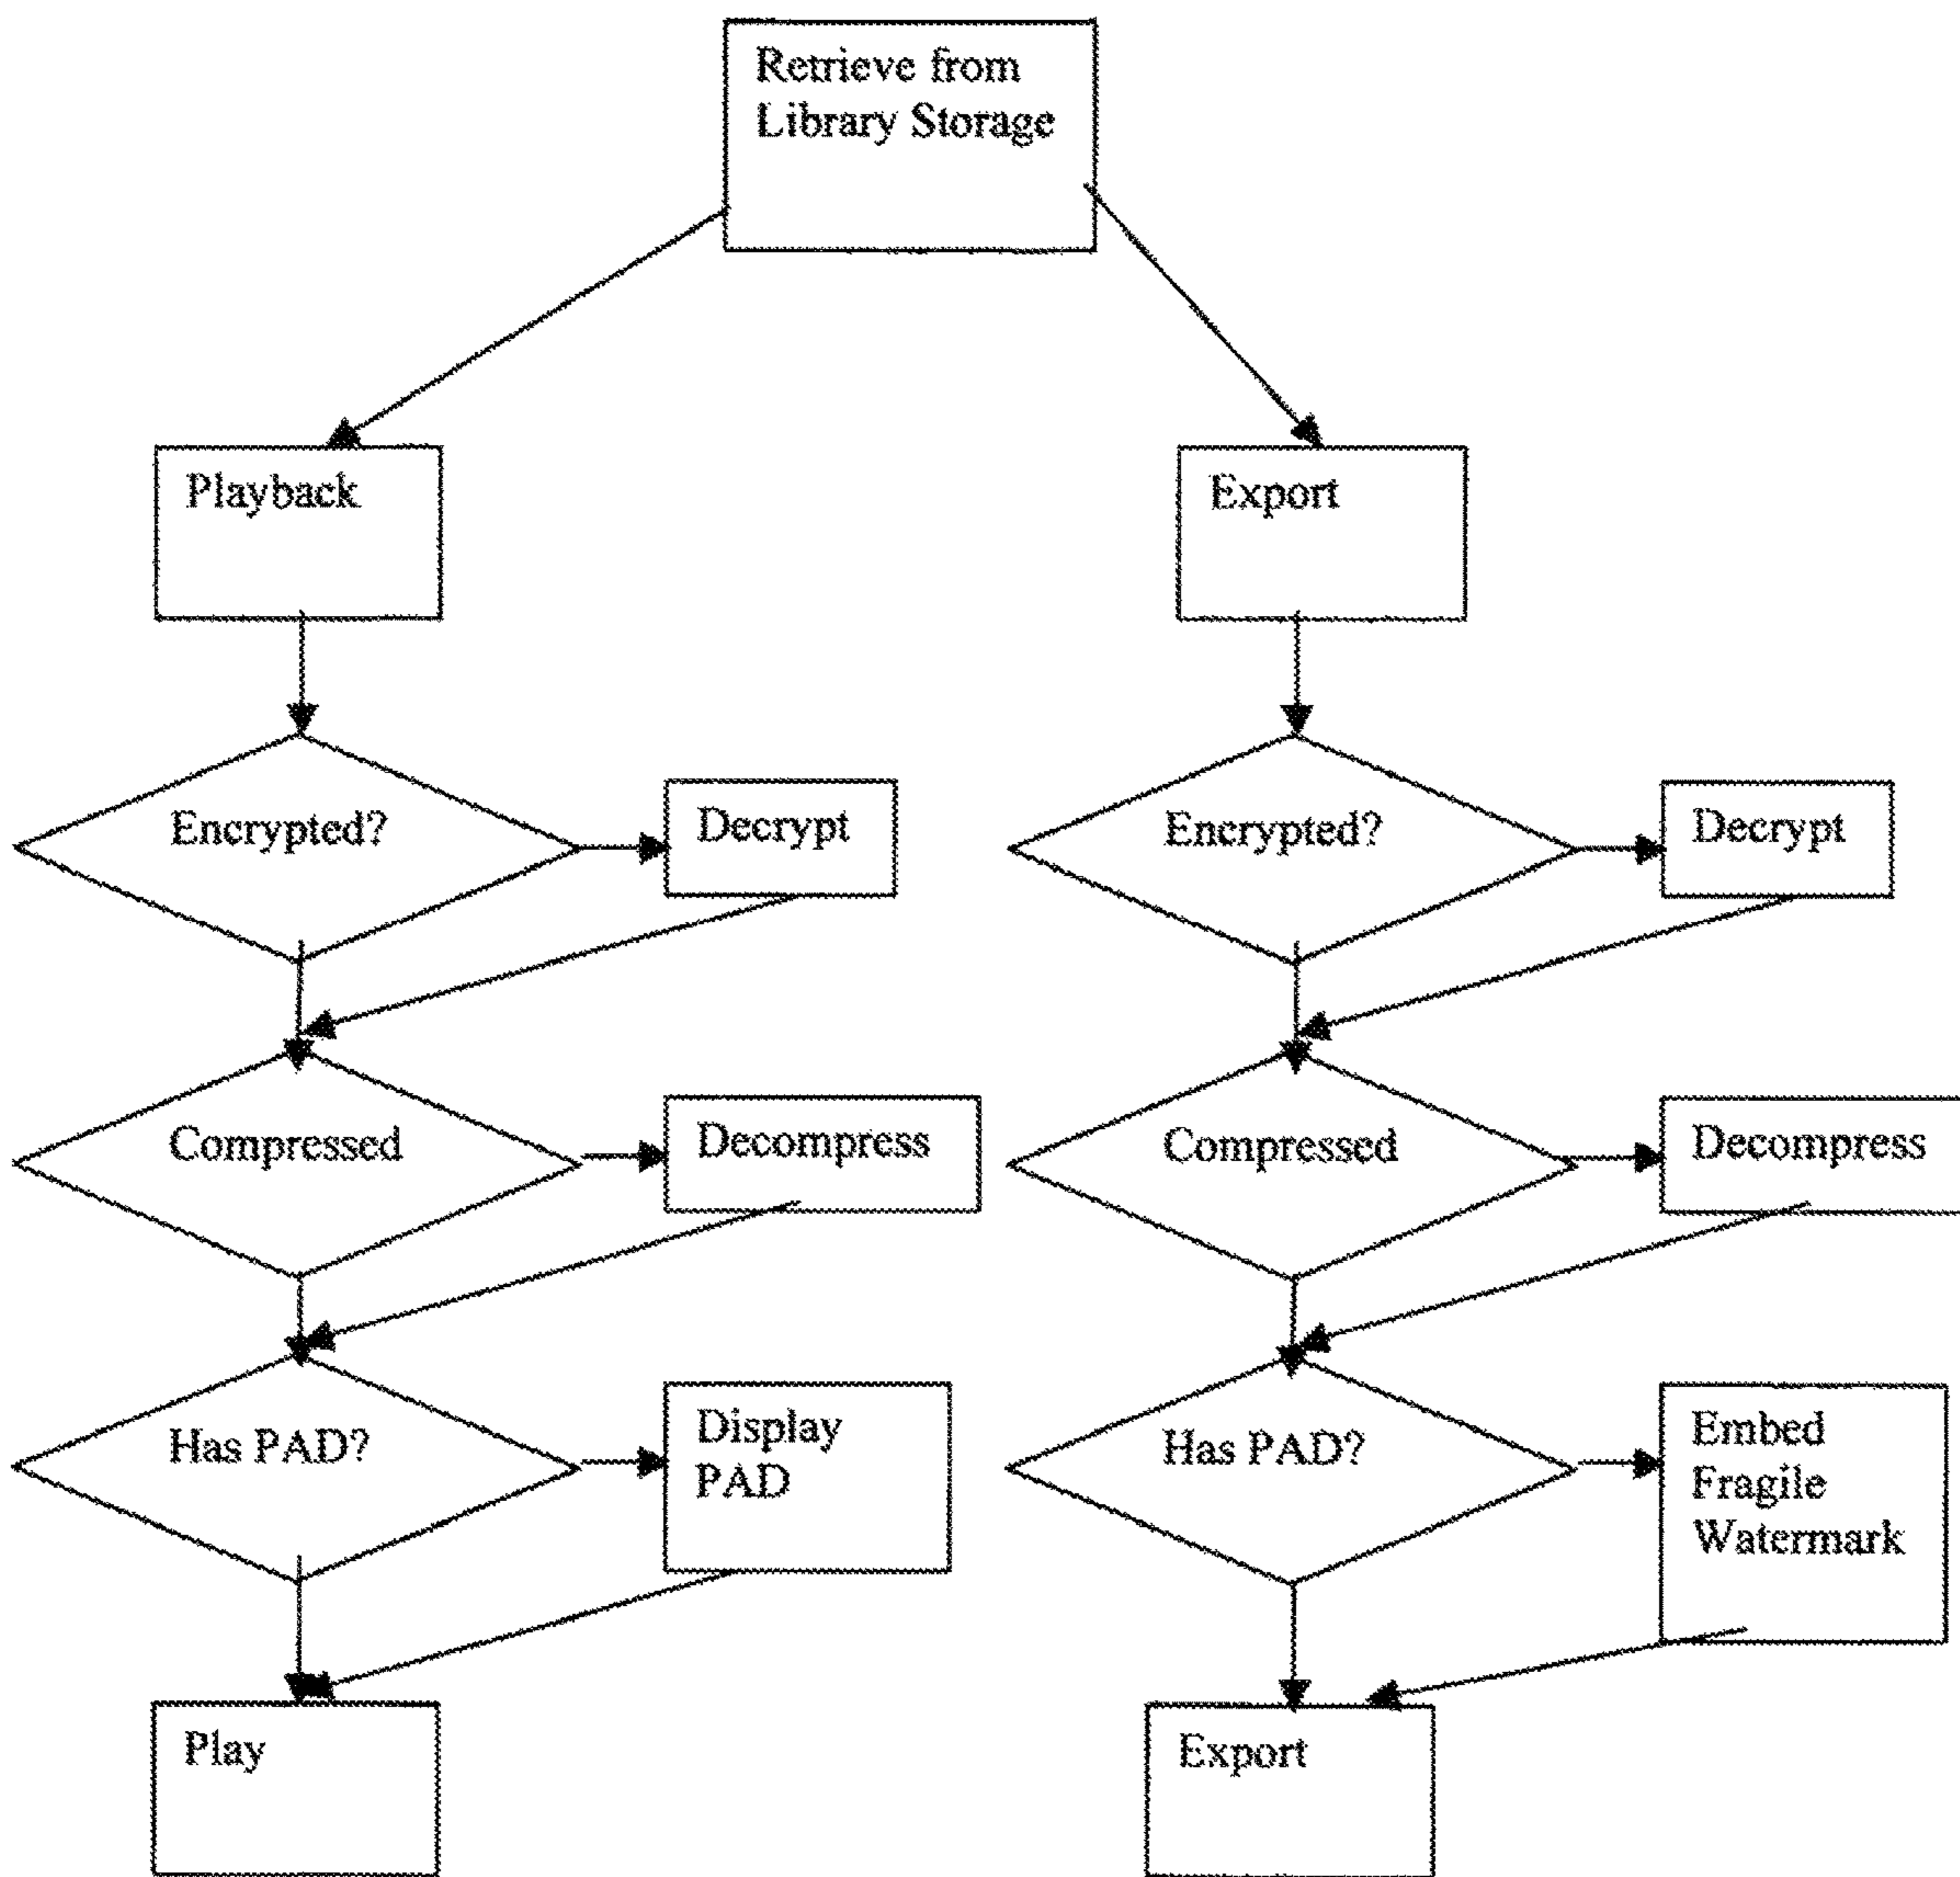 Retrieve from
Library Storage
Playback
Export
Encrypted?
Decrypt
Encrypted?
Decrypt
Compressed
Decompress
Compressed
Decompress
Has PAD?
Display
PAD
Has PAD?
Embed
Fragile
Watermark
Play
Export